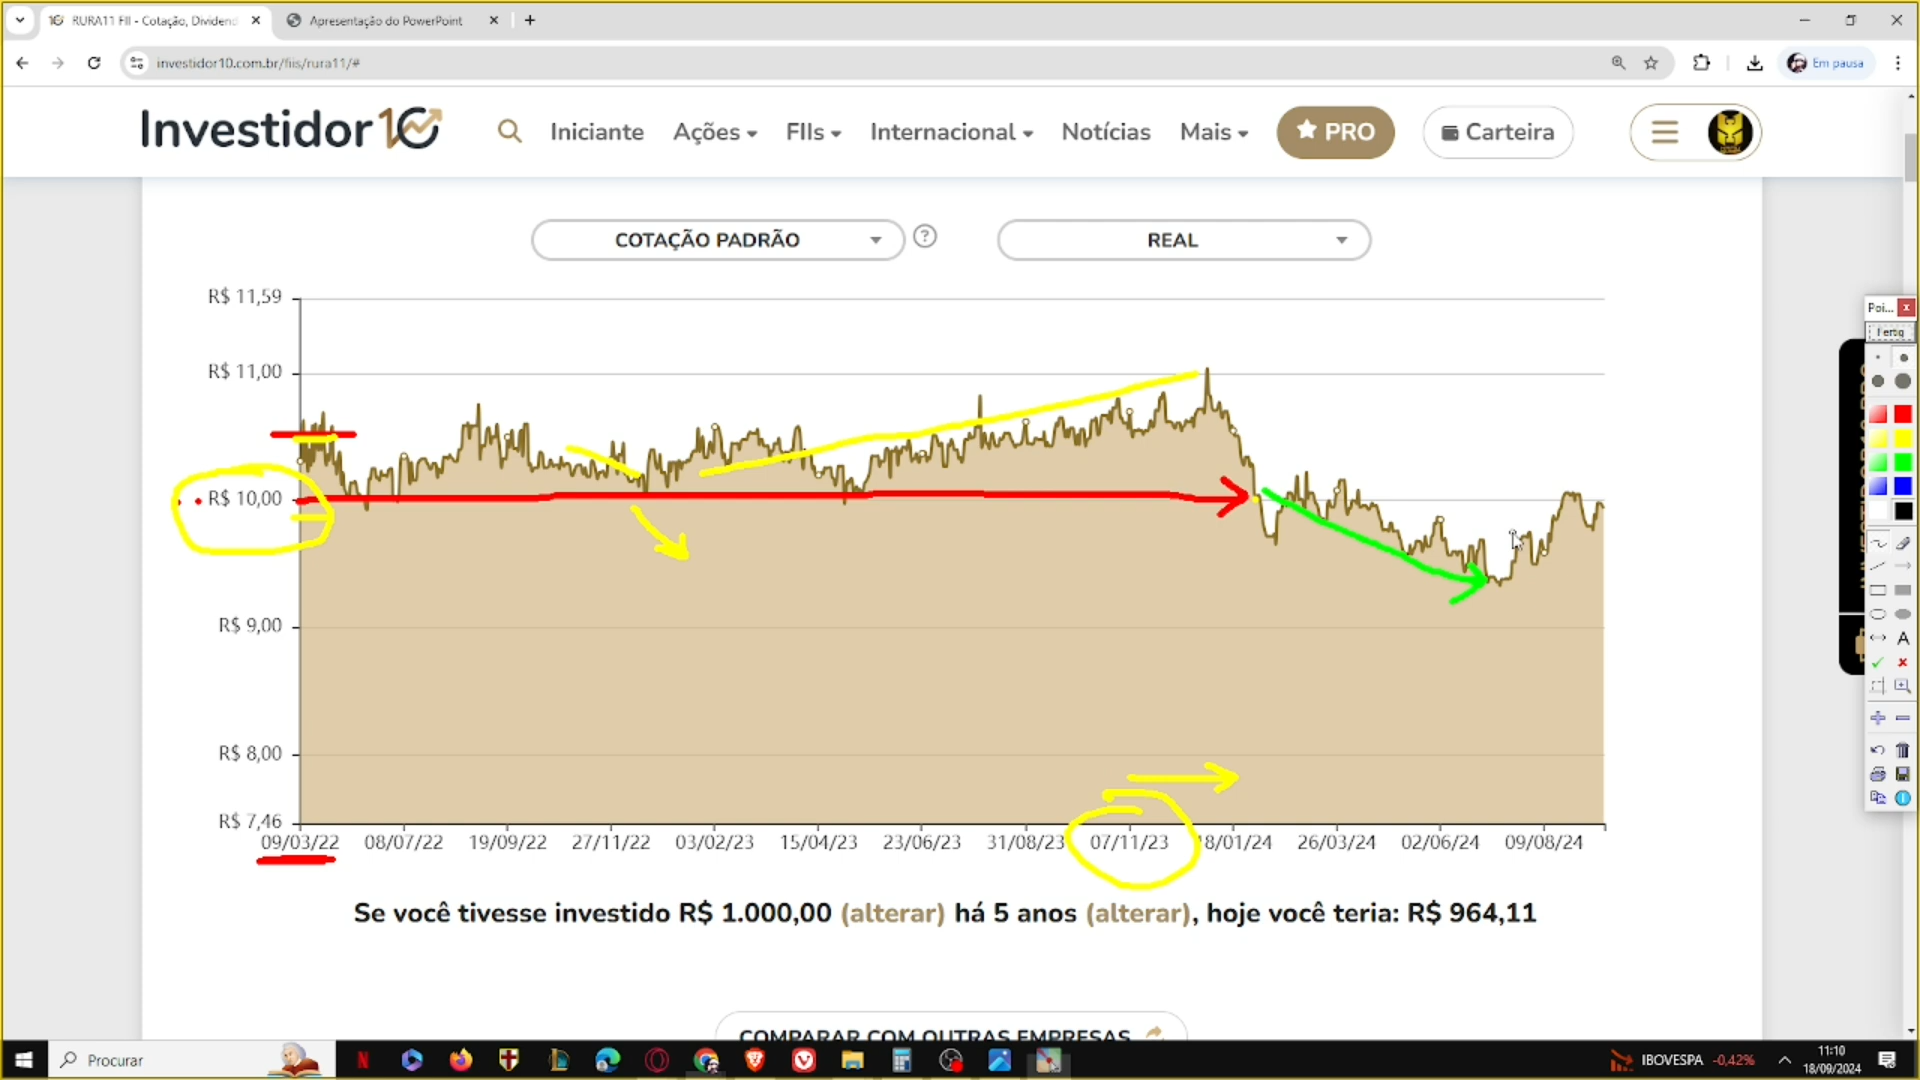 RURA11 FII - Cotação, Dividend
Apresentação do PowerPoint
investidor10.com.br/fiis/rura11/#
Em pausa
Investidor10
Iniciante
Ações
FIIs
Internacional
Notícias
Mais
PRO
Carteira
COTAÇÃO PADRÃO
?
REAL
R$ 11,59
R$ 11,00
R$ 10,00
R$ 9,00
R$ 8,00
R$ 7,46
09/03/22
08/07/22
19/09/22
27/11/22
03/02/23
15/04/23
23/06/23
31/08/23
07/11/23
18/01/24
26/03/24
02/06/24
09/08/24
Se você tivesse investido R$ 1.000,00 (alterar) há 5 anos (alterar), hoje você teria: R$ 964,11
COMPARAR COM OUTRAS EMPRESAS
Poi...
Fertig
A
Procurar
IBOVESPA -0,42%
11:10
18/09/2024